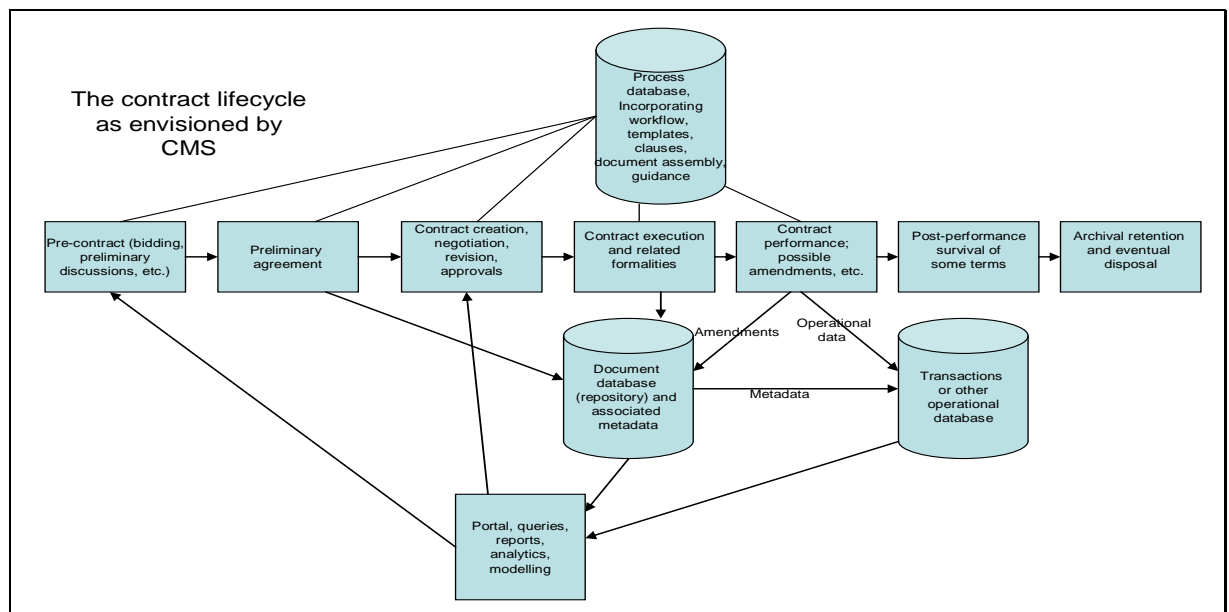 The contract lifecycle
as envisioned by
CMS
Process
database,
Incorporating
workflow,
templates,
clauses,
document assembly,
guidance
Pre-contract (bidding,
preliminary
discussions, etc.)
Preliminary
agreement
Contract creation,
negotiation,
revision,
approvals
Contract execution
and related
formalities
Contract
performance;
possible
amendments, etc.
Post-performance
survival of
some terms
Archival retention
and eventual
disposal
Amendments
Operational
data
Document
database
(repository) and
associated
metadata
Metadata
Transactions
or other
operational
database
Portal, queries,
reports,
analytics,
modelling